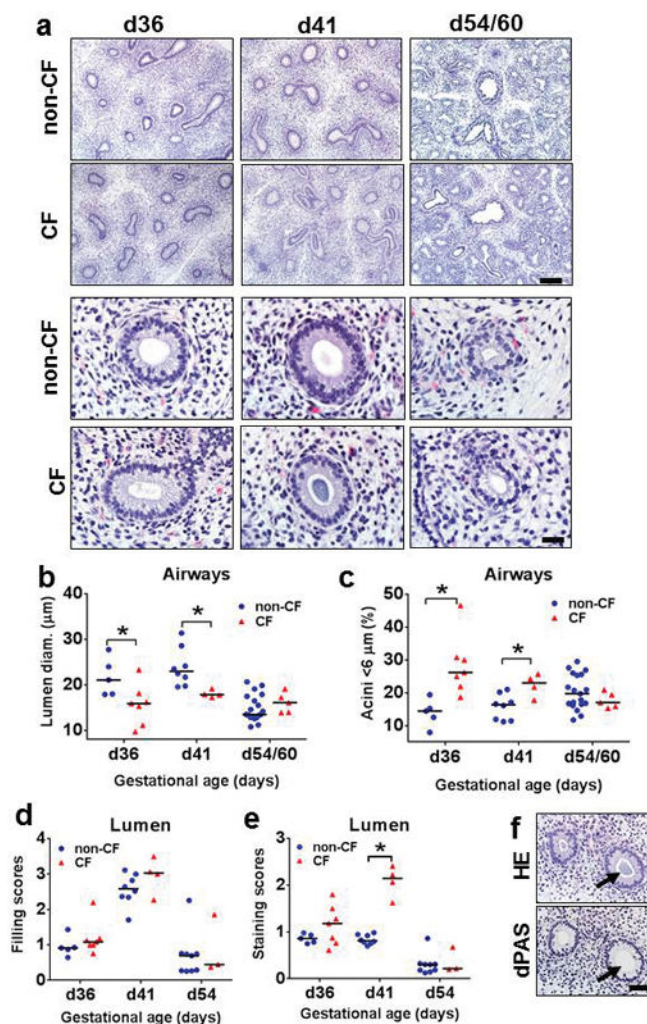 a
d36 d41 d54/60
non-CF
CF
non-CF
CF
b
Airways
Lumen diam. (μm)
40
30
20
10
non-CF
CF
*
*
d36 d41 d54/60
Gestational age (days)
c
Airways
Acini <6 μm (%)
50
40
30
20
10
0
non-CF
CF
*
*
d36 d41 d54/60
Gestational age (days)
d
Lumen
Filling scores
4
3
2
1
0
non-CF
CF
d36 d41 d54
Gestational age (days)
e
Lumen
Staining scores
3
2
1
0
non-CF
CF
*
d36 d41 d54
Gestational age (days)
f
HE
dPAS